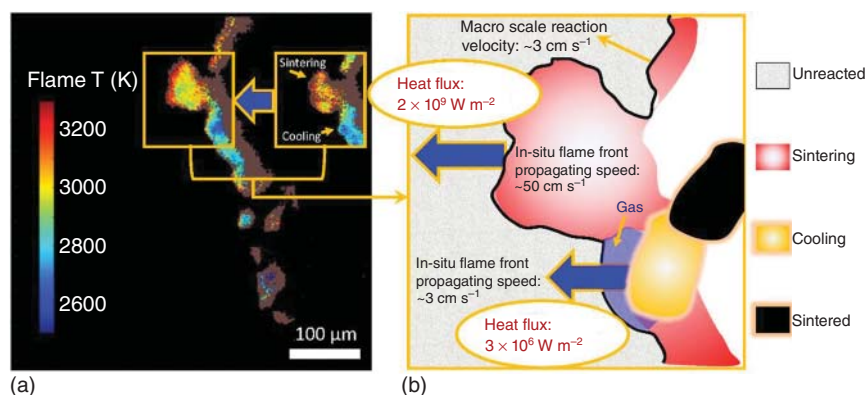 Flame T (K)
3200
3000
2800
2600
Sintering
Cooling
100 µm
(a)
Macro scale reaction
velocity: ~3 cm s⁻¹
Heat flux:
2 × 10⁹ W m⁻²
In-situ flame front
propagating speed:
~50 cm s⁻¹
Gas
In-situ flame front
propagating speed:
~3 cm s⁻¹
Heat flux:
3 × 10⁶ W m⁻²
(b)
Unreacted
Sintering
Cooling
Sintered